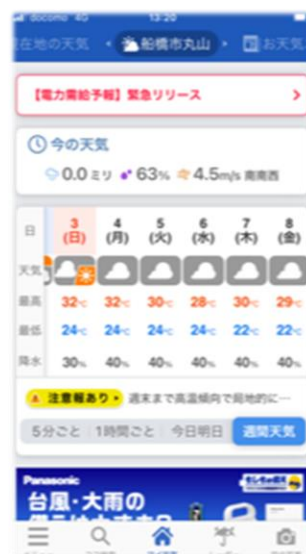 docomo 4G 13:20
在地の天気 船橋市丸山 お天気
【電力需給予報】緊急リリース
今の天気
0.0ミリ 63% 4.5m/s 南南西
日 3 4 5 6 7 8
(日) (月) (火) (水) (木) (金)
天気
最高 32℃ 32℃ 30℃ 28℃ 30℃ 29℃
最低 24℃ 24℃ 24℃ 24℃ 22℃ 22℃
降水 30% 40% 40% 40% 40% 40%
注意報あり 週末まで高温傾向で局地的に…
5分ごと 1時間ごと 今日明日 週間天気
Panasonic
台風・大雨の